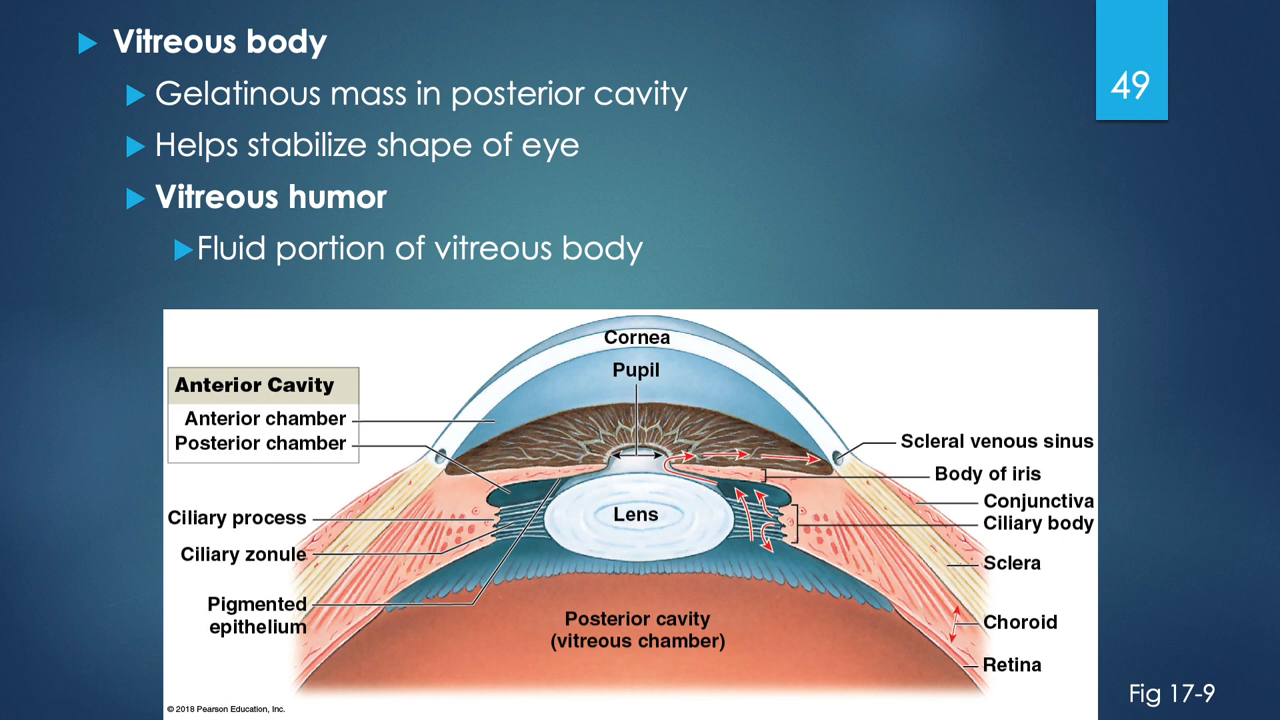 Vitreous body
Gelatinous mass in posterior cavity
Helps stabilize shape of eye
Vitreous humor
Fluid portion of vitreous body
49
Cornea
Pupil
Anterior Cavity
Anterior chamber
Posterior chamber
Scleral venous sinus
Body of iris
Conjunctiva
Ciliary body
Lens
Ciliary process
Ciliary zonule
Sclera
Pigmented
epithelium
Posterior cavity
(vitreous chamber)
Choroid
Retina
© 2018 Pearson Education, Inc.
Fig 17-9